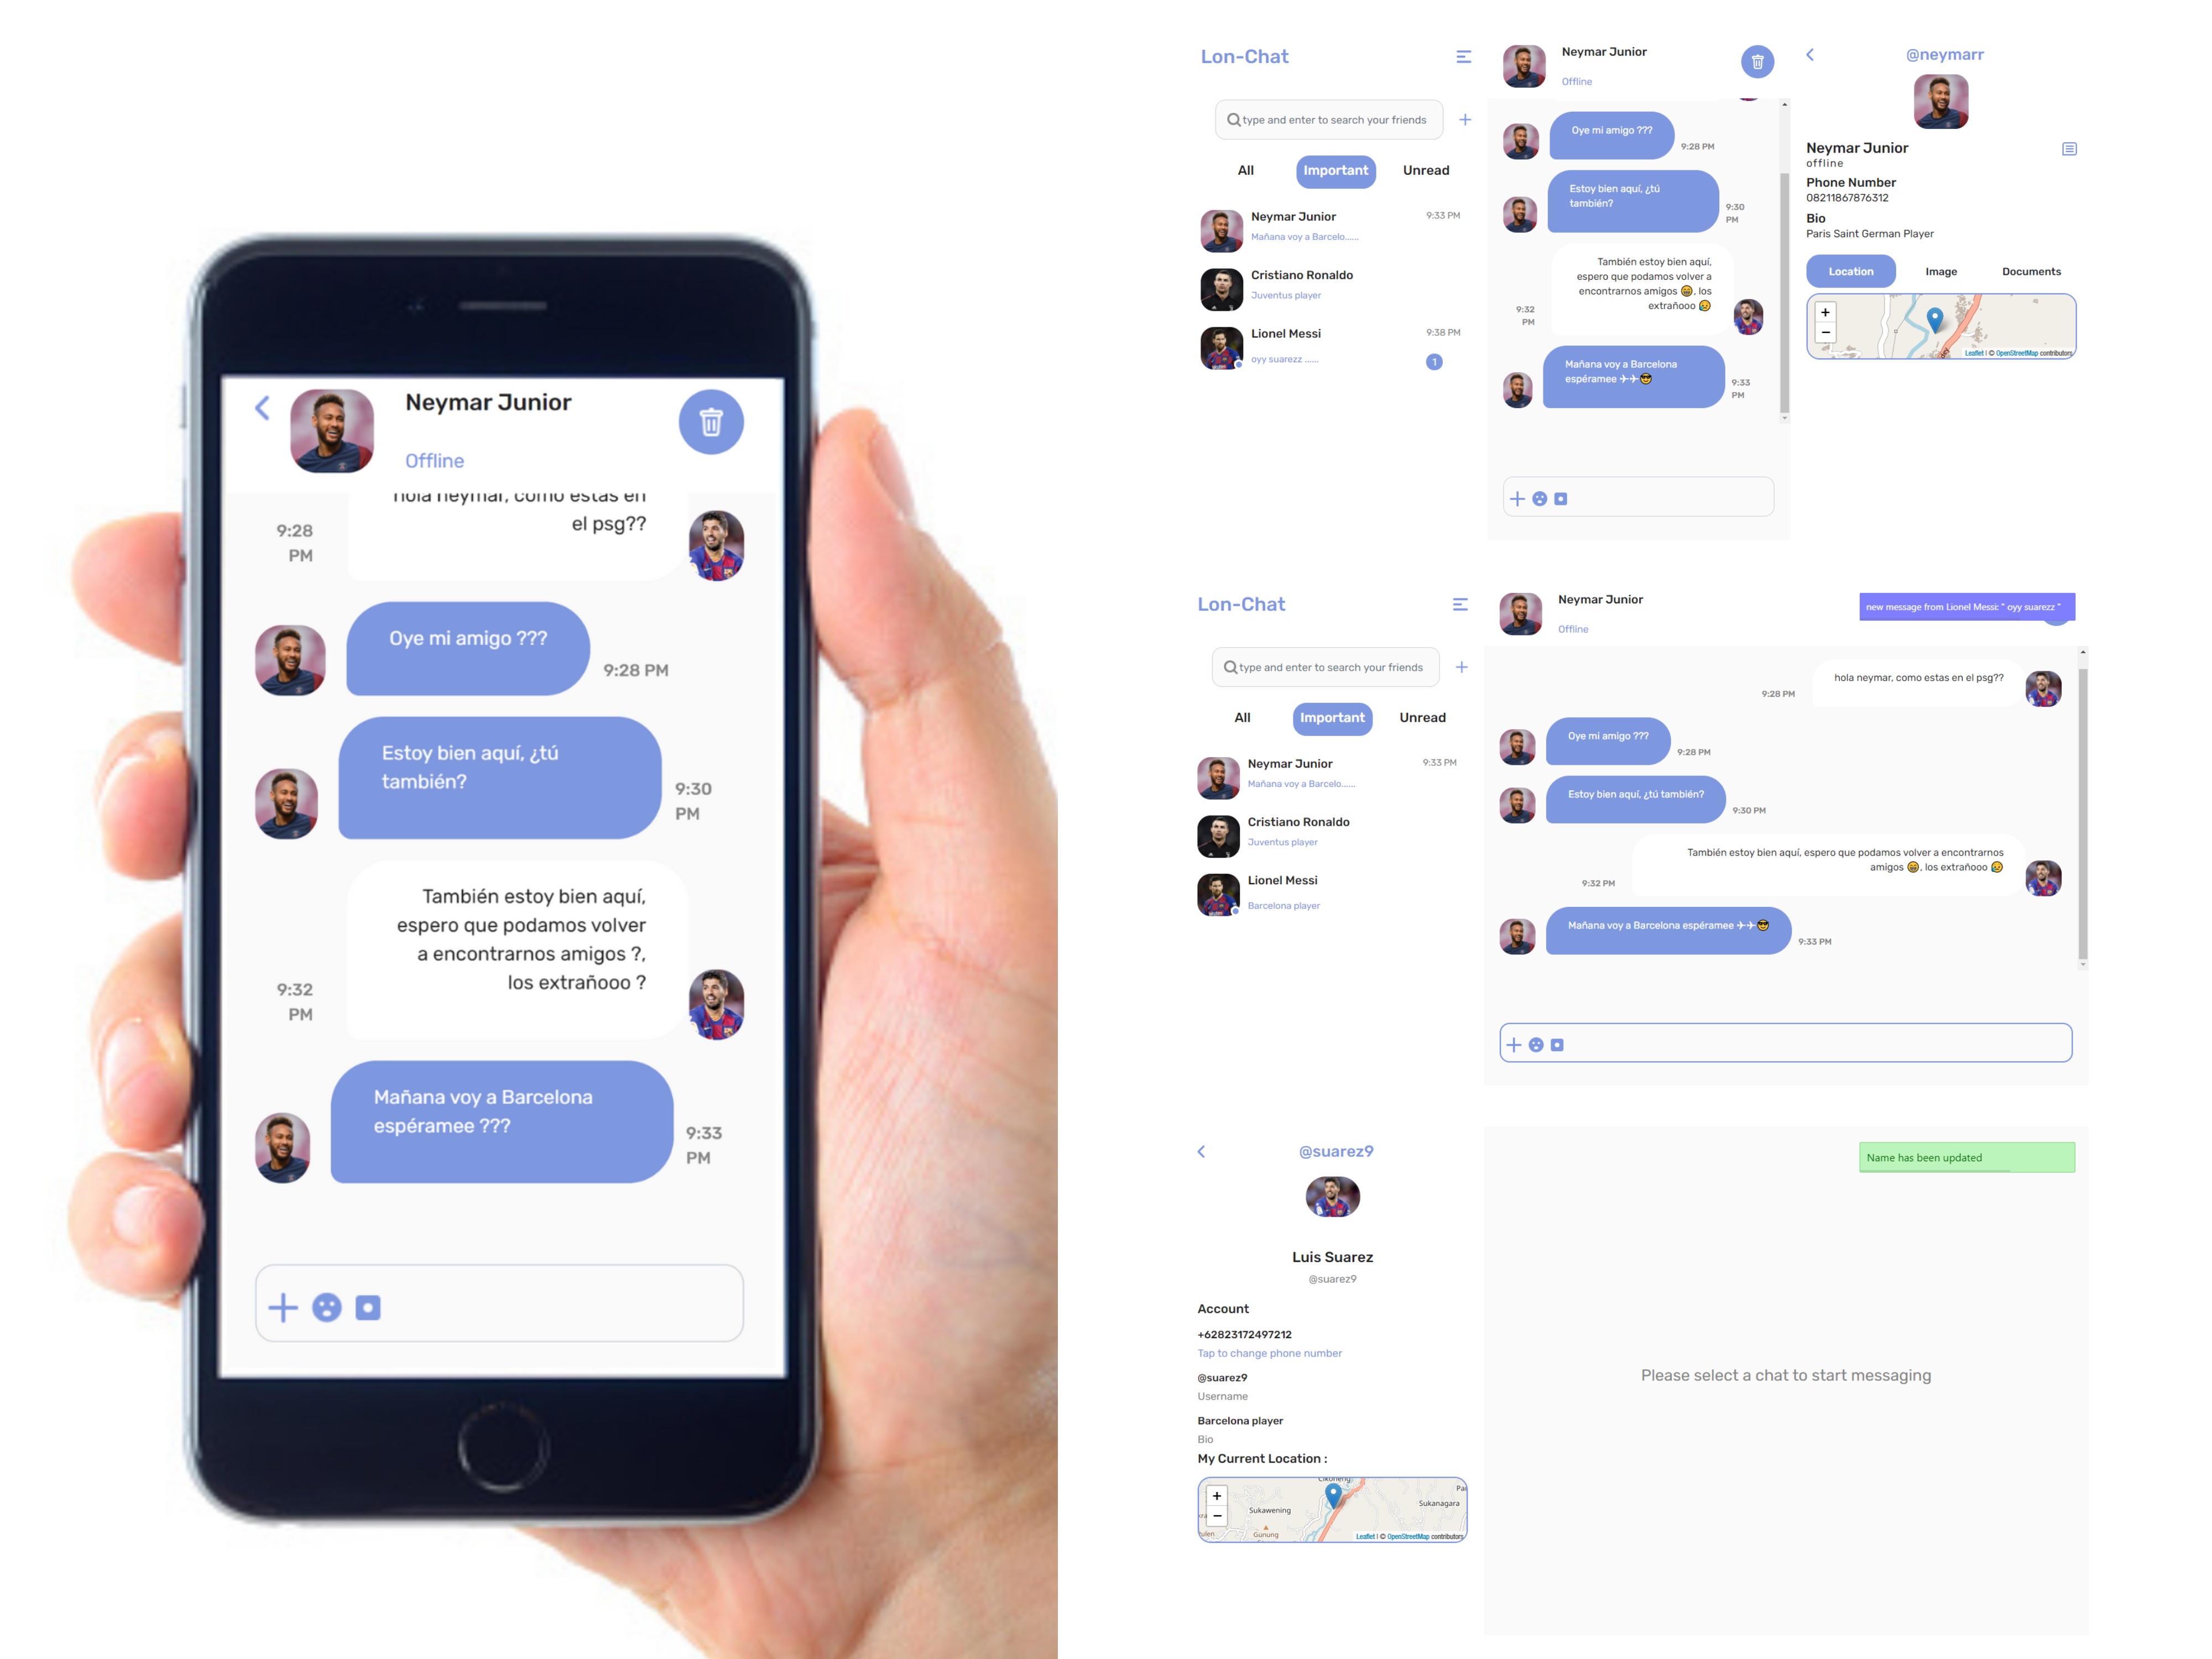 Neymar Junior
Offline
hola neymar, como estas en
el psg??
9:28
PM
Oye mi amigo ???
9:28 PM
Estoy bien aquí, ¿tú
también?
9:30
PM
También estoy bien aquí,
espero que podamos volver
a encontrarnos amigos ?,
los extrañooo ?
9:32
PM
Mañana voy a Barcelona
espéramee ???
9:33
PM
Lon-Chat
type and enter to search your friends
All Important Unread
Neymar Junior 9:33 PM
Mañana voy a Barcelo......
Cristiano Ronaldo
Juventus player
Lionel Messi 9:38 PM
oyy suarezz ...... 1
Neymar Junior
Offline
Oye mi amigo ???
9:28 PM
Estoy bien aquí, ¿tú
también?
9:30
PM
También estoy bien aquí,
espero que podamos volver a
encontrarnos amigos 😁, los
extrañooo 😥
9:32
PM
Mañana voy a Barcelona
espéramee ✈✈😎
9:33
PM
@neymarr
Neymar Junior
offline
Phone Number
08211867876312
Bio
Paris Saint German Player
Location Image Documents
+
−
Leaflet | © OpenStreetMap contributors
Lon-Chat
type and enter to search your friends
All Important Unread
Neymar Junior 9:33 PM
Mañana voy a Barcelo......
Cristiano Ronaldo
Juventus player
Lionel Messi
Barcelona player
Neymar Junior
Offline
new message from Lionel Messi: " oyy suarezz "
hola neymar, como estas en el psg??
9:28 PM
Oye mi amigo ???
9:28 PM
Estoy bien aquí, ¿tú también?
9:30 PM
También estoy bien aquí, espero que podamos volver a encontrarnos
amigos 😁, los extrañooo 😥
9:32 PM
Mañana voy a Barcelona espéramee ✈✈😎
9:33 PM
@suarez9
Luis Suarez
@suarez9
Account
+62823172497212
Tap to change phone number
@suarez9
Username
Barcelona player
Bio
My Current Location :
Cikoneng
+
−
Sukawening
Sukanagara
Gunung
Leaflet | © OpenStreetMap contributors
Name has been updated
Please select a chat to start messaging